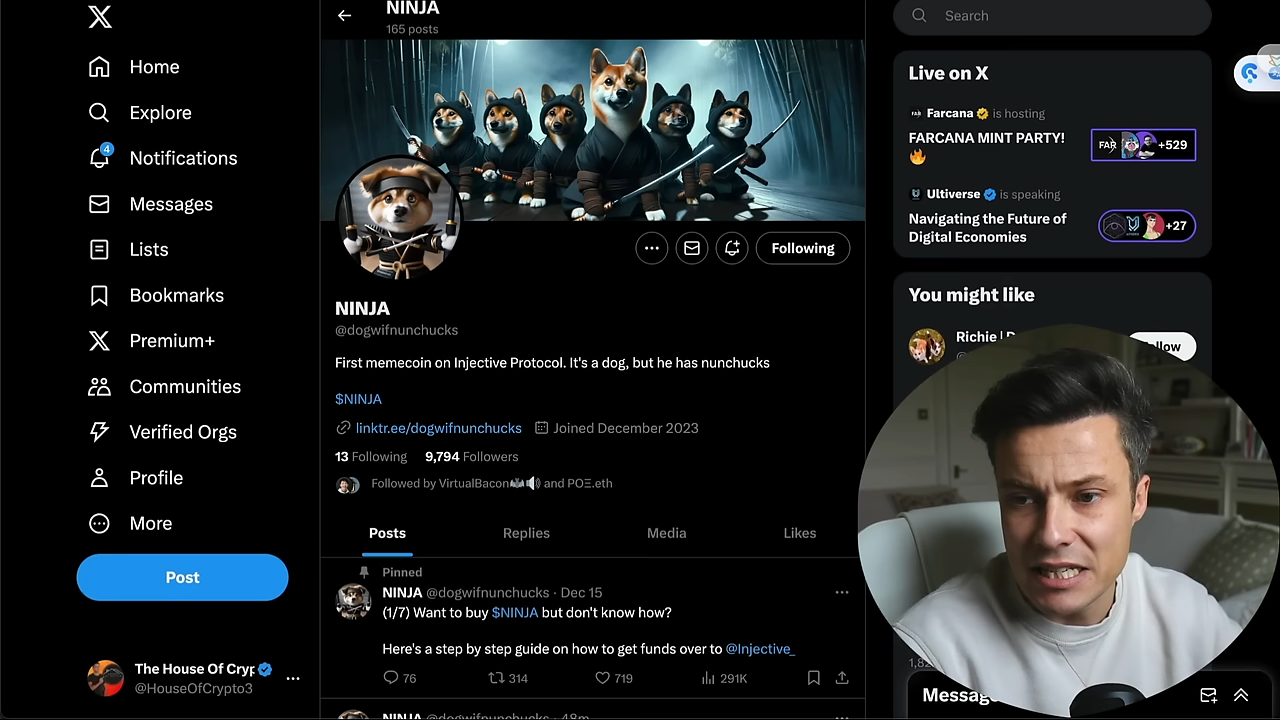 Home
Explore
4
Notifications
Messages
Lists
Bookmarks
Premium+
Communities
Verified Orgs
Profile
More
Post
The House Of Cryp
@HouseOfCrypto3
NINJA
165 posts
Following
NINJA
@dogwifnunchucks
First memecoin on Injective Protocol. It's a dog, but he has nunchucks
$NINJA
linktr.ee/dogwifnunchucks Joined December 2023
13 Following 9,794 Followers
Followed by VirtualBacon and POΞ.eth
Posts Replies Media Likes
Pinned
NINJA @dogwifnunchucks · Dec 15
(1/7) Want to buy $NINJA but don't know how?
Here's a step by step guide on how to get funds over to @Injective_
76 314 719 291K
NINJA @dogwifnunchucks · 48m
Search
Live on X
Farcana is hosting
FARCANA MINT PARTY!
FAR +529
Ultiverse is speaking
Navigating the Future of
Digital Economies
+27
You might like
Richie |